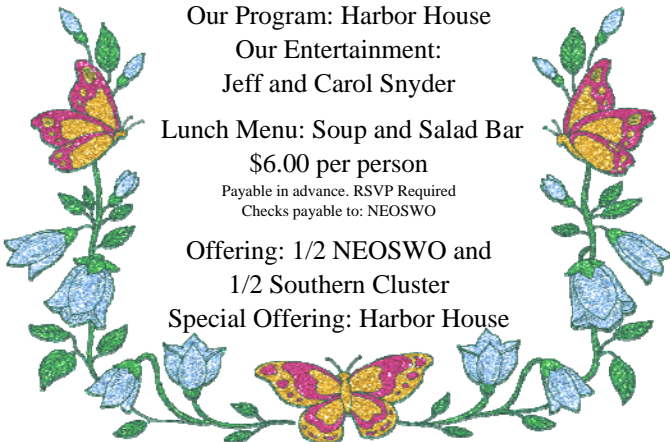 Our Program: Harbor House
Our Entertainment:
Jeff and Carol Snyder
Lunch Menu: Soup and Salad Bar
$6.00 per person
Payable in advance. RSVP Required
Checks payable to: NEOSWO
Offering: 1/2 NEOSWO and
1/2 Southern Cluster
Special Offering: Harbor House